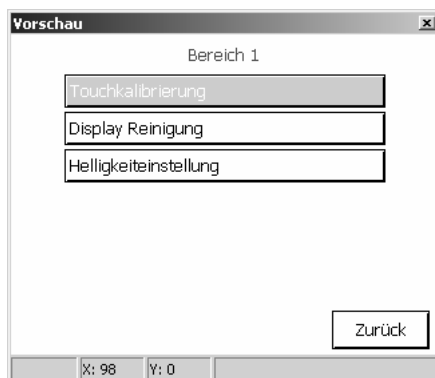 Vorschau
Bereich 1
Touchkalibrierung
Display Reinigung
Helligkeiteinstellung
Zurück
X: 98 Y: 0